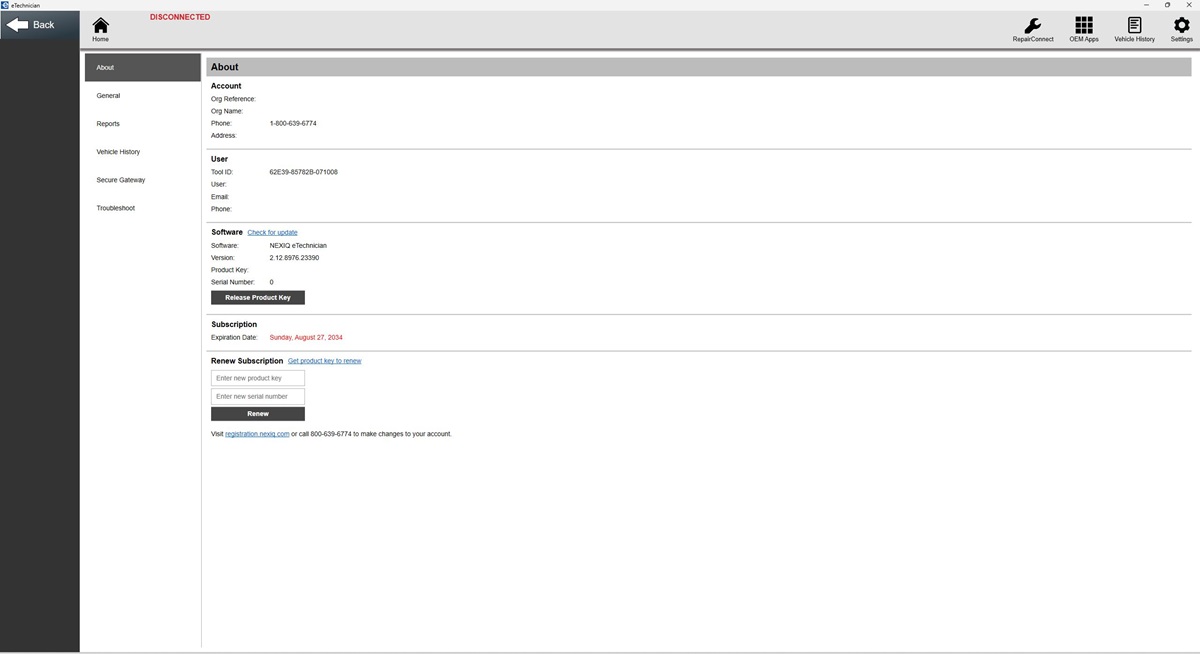 eTechnician
Back
Home
DISCONNECTED
RepairConnect
OEM Apps
Vehicle History
Settings
About
General
Reports
Vehicle History
Secure Gateway
Troubleshoot
About
Account
Org Reference:
Org Name:
Phone: 1-800-639-6774
Address:
User
Tool ID: 62E39-85782B-071008
User:
Email:
Phone:
Software Check for update
Software: NEXIQ eTechnician
Version: 2.12.8976.23390
Product Key:
Serial Number: 0
Release Product Key
Subscription
Expiration Date: Sunday, August 27, 2034
Renew Subscription Get product key to renew
Enter new product key
Enter new serial number
Renew
Visit registration.nexiq.com or call 800-639-6774 to make changes to your account.